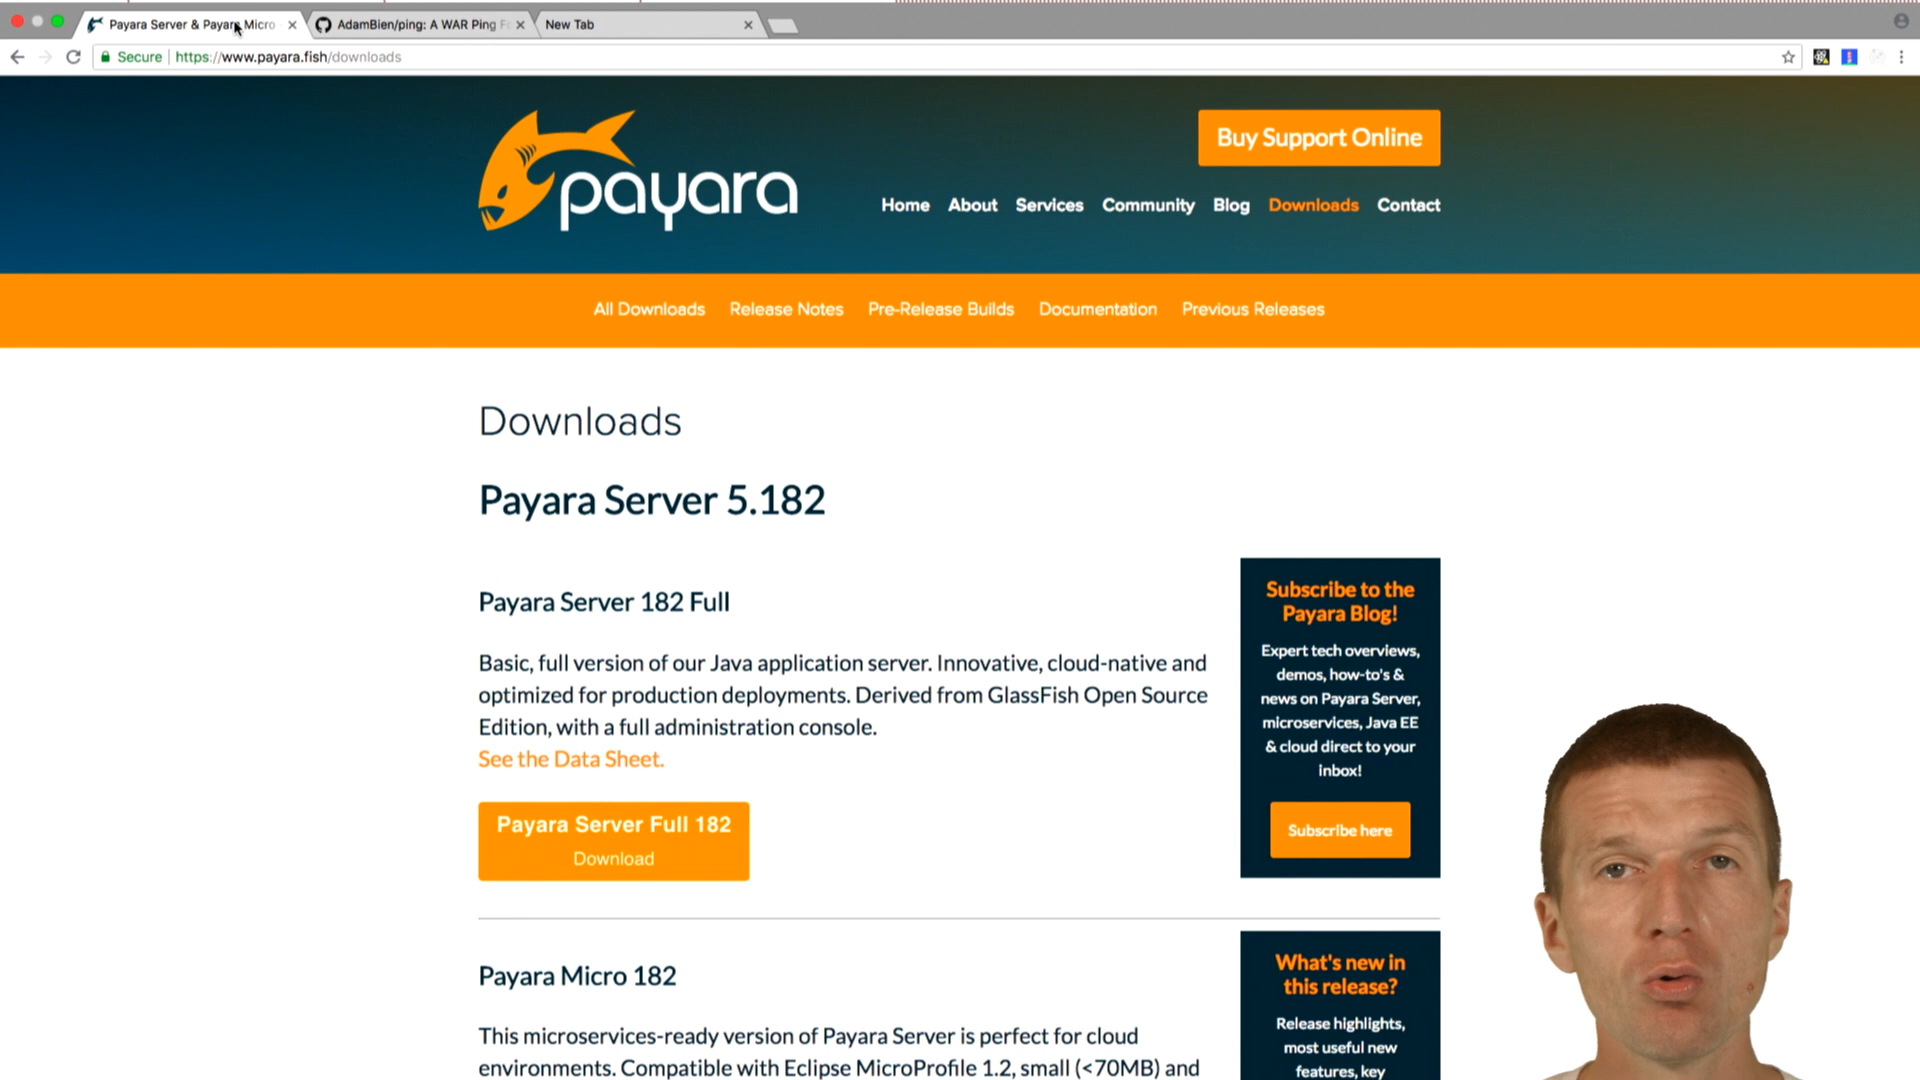 Payara Server & Payara Micro
AdamBien/ping: A WAR Ping F
New Tab
Secure
https://www.payara.fish/downloads
payara
Buy Support Online
Home
About
Services
Community
Blog
Downloads
Contact
All Downloads
Release Notes
Pre-Release Builds
Documentation
Previous Releases
Downloads
Payara Server 5.182
Payara Server 182 Full
Basic, full version of our Java application server. Innovative, cloud-native and
optimized for production deployments. Derived from GlassFish Open Source
Edition, with a full administration console.
See the Data Sheet.
Payara Server Full 182
Download
Subscribe to the
Payara Blog!
Expert tech overviews,
demos, how-to's &
news on Payara Server,
microservices, Java EE
& cloud direct to your
inbox!
Subscribe here
Payara Micro 182
This microservices-ready version of Payara Server is perfect for cloud
environments. Compatible with Eclipse MicroProfile 1.2, small (<70MB) and
What's new in
this release?
Release highlights,
most useful new
features, key